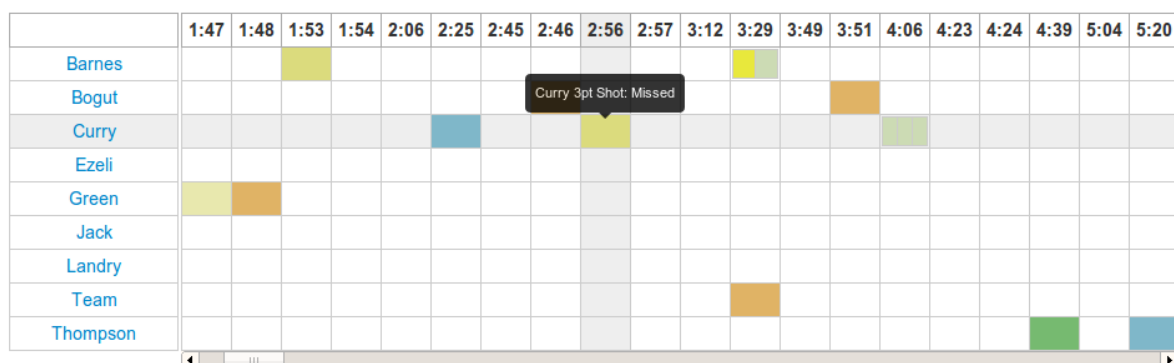 1:47 1:48 1:53 1:54 2:06 2:25 2:45 2:46 2:56 2:57 3:12 3:29 3:49 3:51 4:06 4:23 4:24 4:39 5:04 5:20
Barnes
Bogut
Curry 3pt Shot: Missed
Curry
Ezeli
Green
Jack
Landry
Team
Thompson